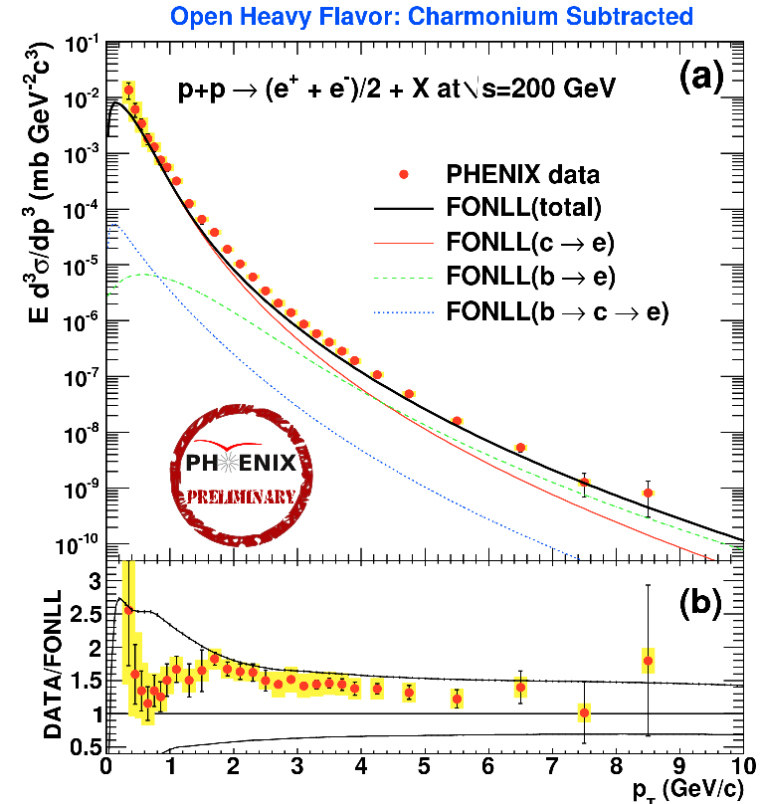 Open Heavy Flavor: Charmonium Subtracted
(a)
p+p → (e⁺ + e⁻)/2 + X at√s=200 GeV
PHENIX data
FONLL(total)
FONLL(c → e)
FONLL(b → e)
FONLL(b → c → e)
E d³σ/dp³ (mb GeV⁻²c³)
10⁻¹
10⁻²
10⁻³
10⁻⁴
10⁻⁵
10⁻⁶
10⁻⁷
10⁻⁸
10⁻⁹
10⁻¹⁰
PHENIX
PRELIMINARY
(b)
DATA/FONLL
3
2.5
2
1.5
1
0.5
0 1 2 3 4 5 6 7 8 9 10
p_T (GeV/c)